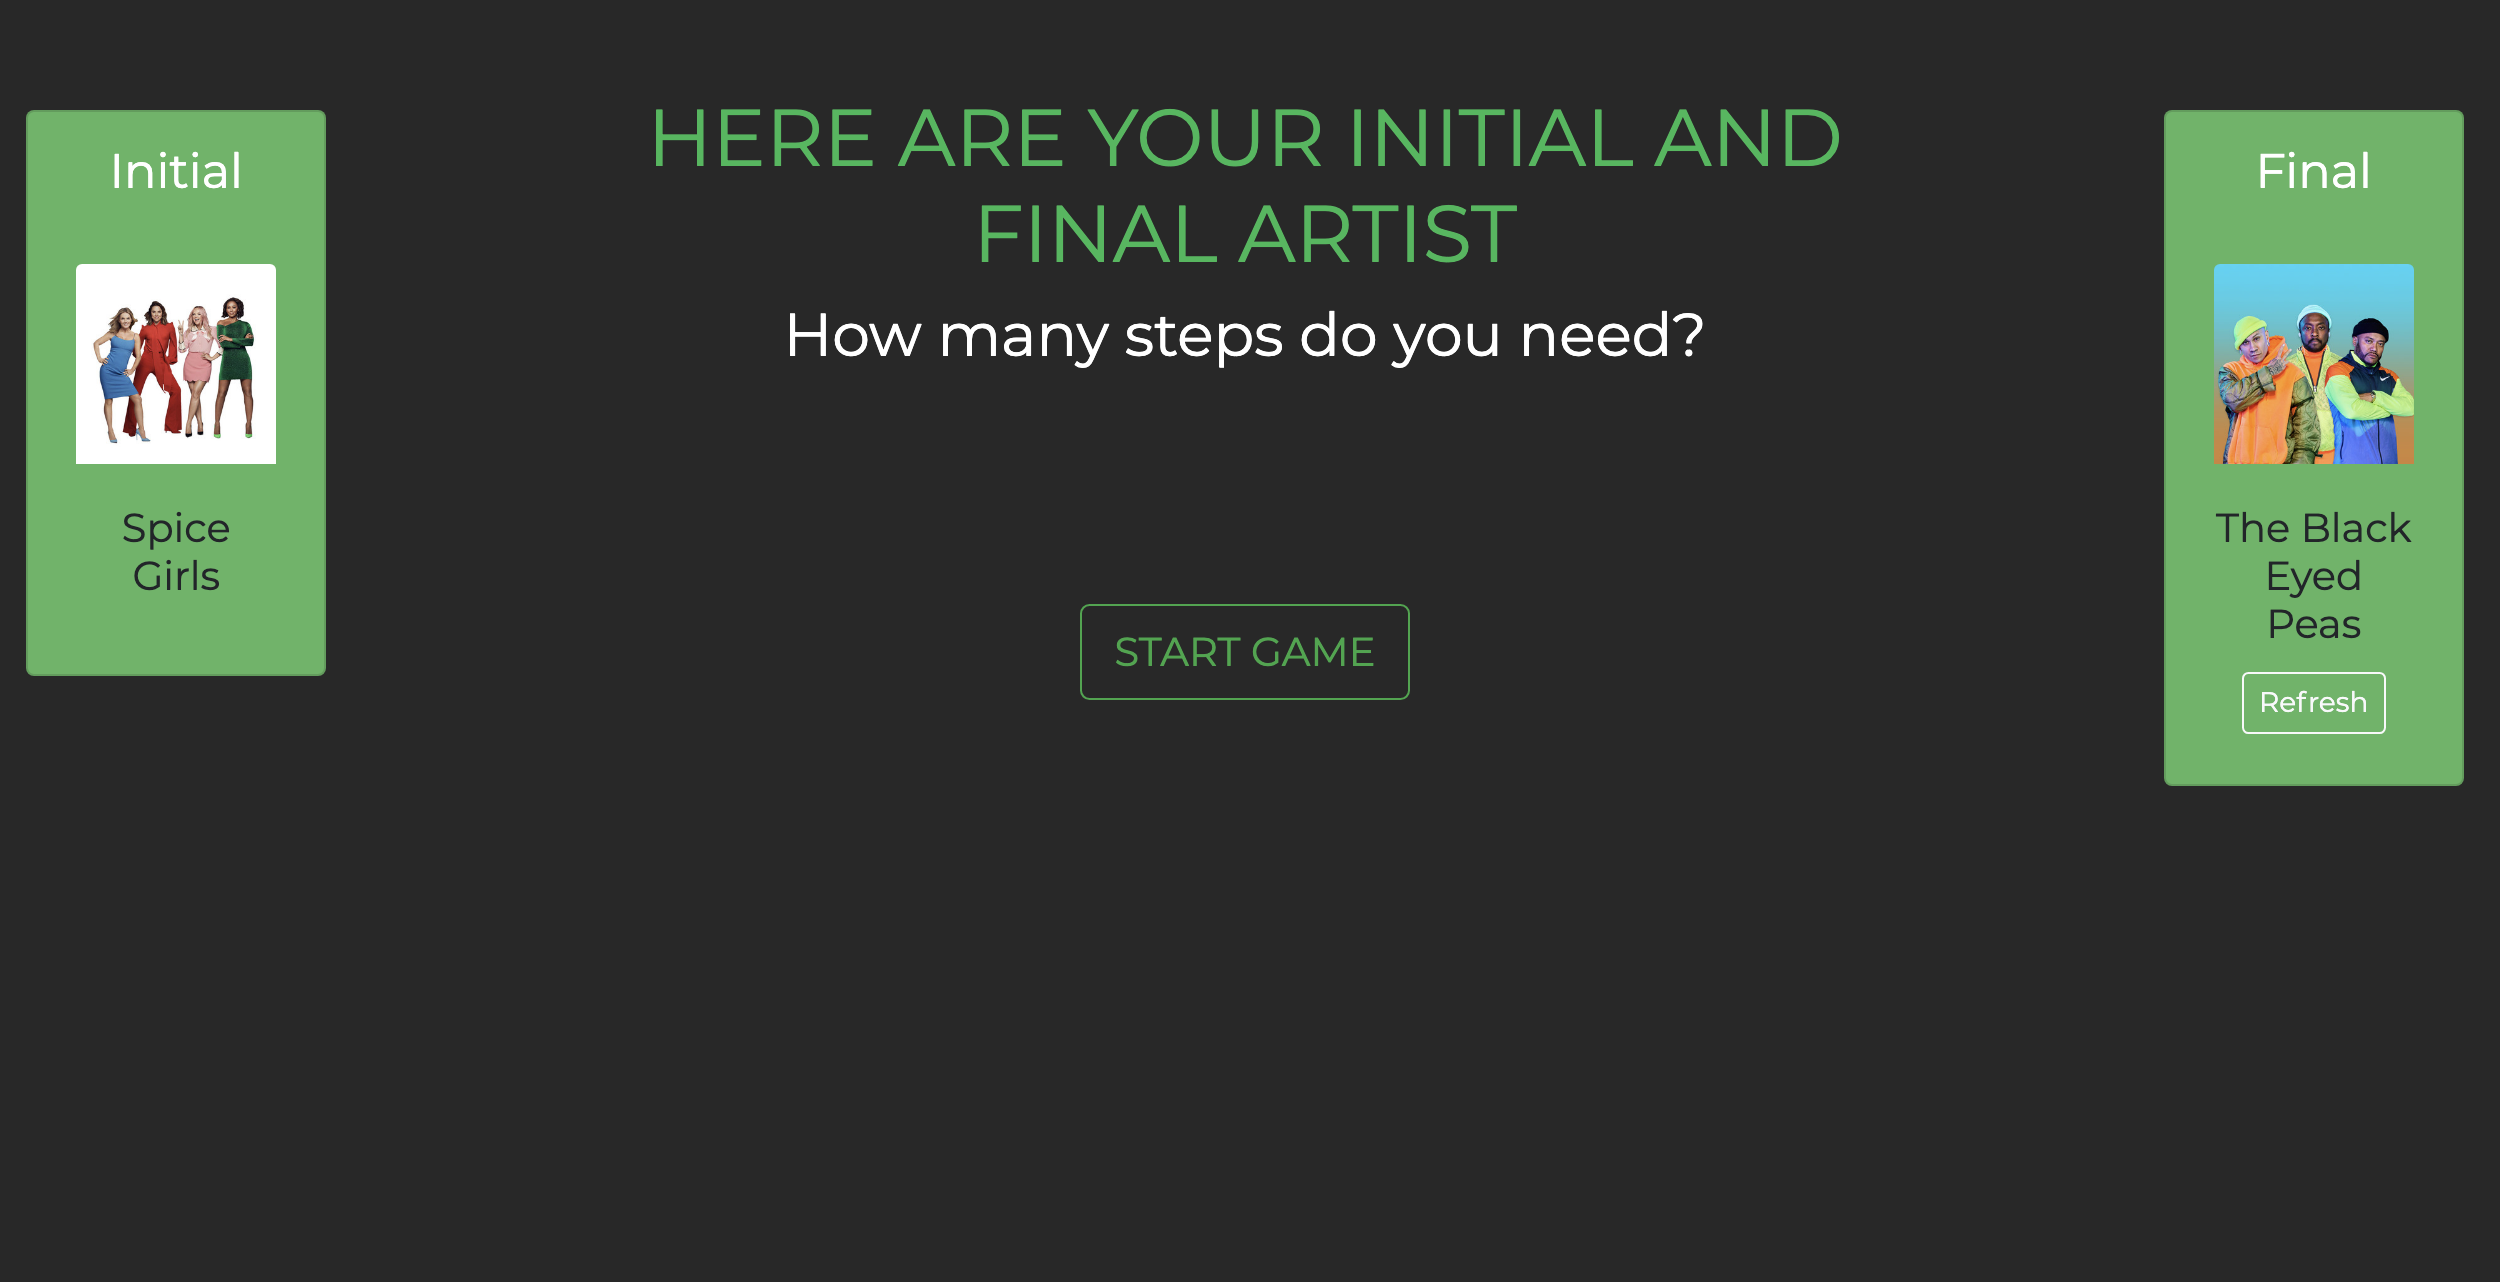 Initial
Spice
Girls
HERE ARE YOUR INITIAL AND
FINAL ARTIST
How many steps do you need?
START GAME
Final
The Black
Eyed
Peas
Refresh